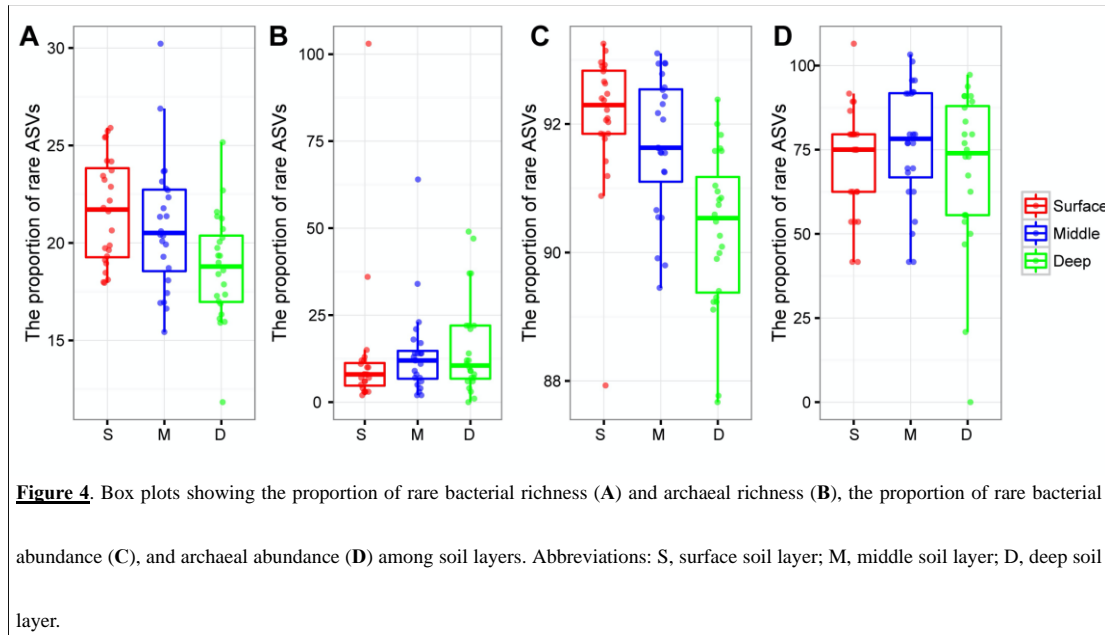 A
B
C
D
The proportion of rare ASVs
30
25
20
15
S M D
The proportion of rare ASVs
100
75
50
25
0
S M D
The proportion of rare ASVs
92
90
88
S M D
The proportion of rare ASVs
100
75
50
25
0
S M D
Surface
Middle
Deep
Figure 4. Box plots showing the proportion of rare bacterial richness (A) and archaeal richness (B), the proportion of rare bacterial
abundance (C), and archaeal abundance (D) among soil layers. Abbreviations: S, surface soil layer; M, middle soil layer; D, deep soil
layer.